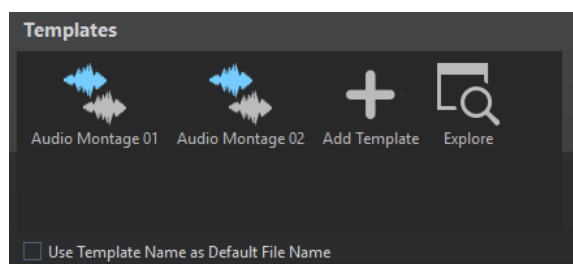 Templates
Audio Montage 01 Audio Montage 02 Add Template Explore
Use Template Name as Default File Name